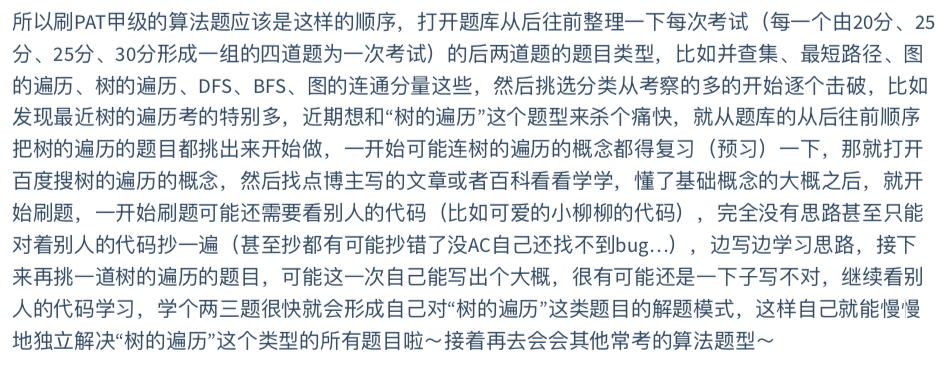 所以刷PAT甲级的算法题应该是这样的顺序，打开题库从后往前整理一下每次考试（每一个由20分、25
分、25分、30分形成一组的四道题为一次考试）的后两道题的题目类型，比如并查集、最短路径、图
的遍历、树的遍历、DFS、BFS、图的连通分量这些，然后挑选分类从考察的多的开始逐个击破，比如
发现最近树的遍历考的特别多，近期想和“树的遍历”这个题型来杀个痛快，就从题库的从后往前顺序
把树的遍历的题目都挑出来开始做，一开始可能连树的遍历的概念都得复习（预习）一下，那就打开
百度搜树的遍历的概念，然后找点博主写的文章或者百科看看学学，懂了基础概念的大概之后，就开
始刷题，一开始刷题可能还需要看别人的代码（比如可爱的小柳柳的代码），完全没有思路甚至只能
对着别人的代码抄一遍（甚至抄都有可能抄错了没AC自己还找不到bug...），边写边学习思路，接下
来再挑一道树的遍历的题目，可能这一次自己能写出个大概，很有可能还是一下子写不对，继续看别
人的代码学习，学个两三题很快就会形成自己对“树的遍历”这类题目的解题模式，这样自己就能慢慢
地独立解决“树的遍历”这个类型的所有题目啦～接着再去会会其他常考的算法题型～